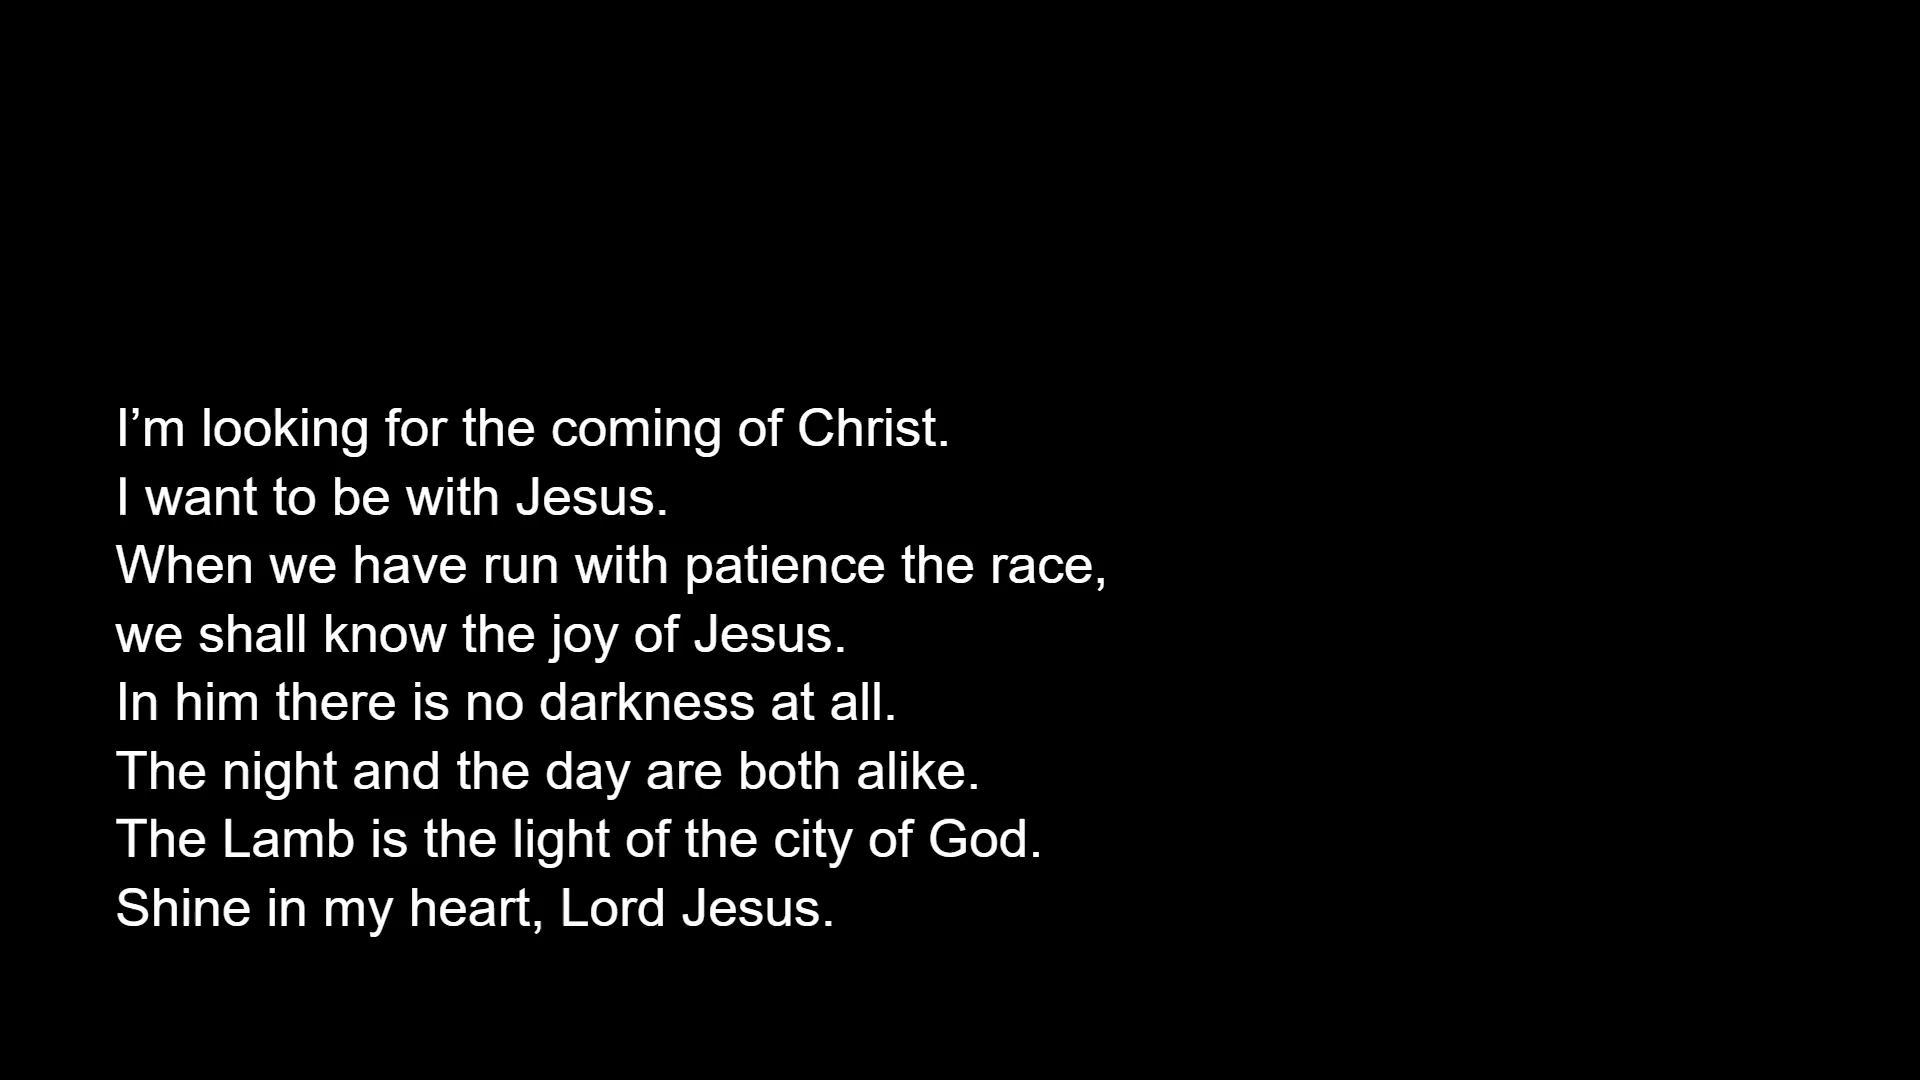 I’m looking for the coming of Christ.
I want to be with Jesus.
When we have run with patience the race,
we shall know the joy of Jesus.
In him there is no darkness at all.
The night and the day are both alike.
The Lamb is the light of the city of God.
Shine in my heart, Lord Jesus.